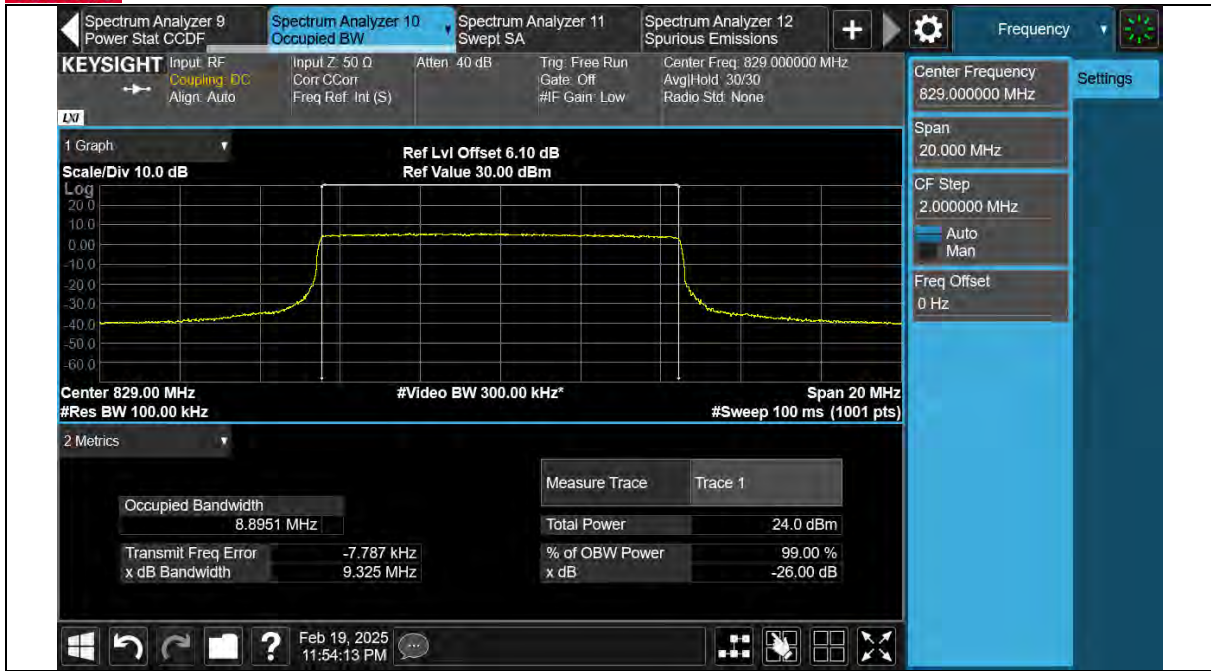 Spectrum Analyzer 9
Power Stat CCDF
Spectrum Analyzer 10
Occupied BW
Spectrum Analyzer 11
Swept SA
Spectrum Analyzer 12
Spurious Emissions
+
Frequency
KEYSIGHT
Input: RF
Coupling: DC
Align: Auto
Input Z: 50 Ω
Corr CCorr
Freq Ref: Int (S)
Atten: 40 dB
Trig: Free Run
Gate: Off
#IF Gain: Low
Center Freq: 829.000000 MHz
Avg|Hold: 30/30
Radio Std: None
LXI
Center Frequency
829.000000 MHz
Settings
Span
20.000 MHz
CF Step
2.000000 MHz
Auto
Man
Freq Offset
0 Hz
1 Graph
Scale/Div 10.0 dB
Ref Lvl Offset 6.10 dB
Ref Value 30.00 dBm
Log
20.0
10.0
0.00
-10.0
-20.0
-30.0
-40.0
-50.0
-60.0
Center 829.00 MHz
#Video BW 300.00 kHz*
Span 20 MHz
#Res BW 100.00 kHz
#Sweep 100 ms (1001 pts)
2 Metrics
Measure Trace Trace 1
Occupied Bandwidth
8.8951 MHz
Total Power 24.0 dBm
Transmit Freq Error -7.787 kHz
% of OBW Power 99.00 %
x dB Bandwidth 9.325 MHz
x dB -26.00 dB
?
Feb 19, 2025
11:54:13 PM